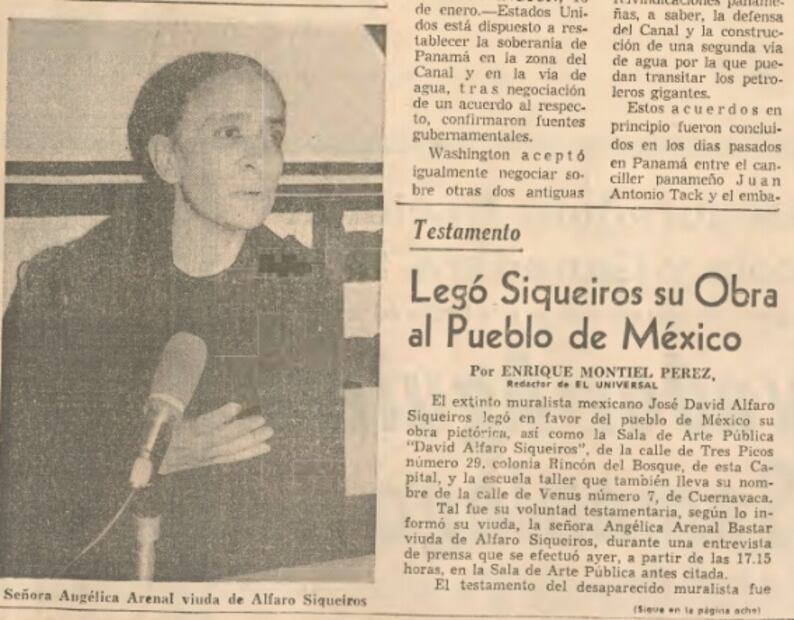 de enero.—Estados Uni-
dos está dispuesto a res-
tablecer la soberanía de
Panamá en la zona del
Canal y en la vía de
agua, tras negociación
de un acuerdo al respec-
to, confirmaron fuentes
gubernamentales.
Washington aceptó
igualmente negociar so-
bre otras dos antiguas
ñas, a saber, la defensa
del Canal y la construc-
ción de una segunda vía
de agua por la que pue-
dan transitar los petro-
leros gigantes.
Estos acuerdos en
principio fueron conclui-
dos en los días pasados
en Panamá entre el can-
ciller panameño Juan
Antonio Tack y el emba-
Testamento
Legó Siqueiros su Obra
al Pueblo de México
Por ENRIQUE MONTIEL PEREZ,
Redactor de EL UNIVERSAL
El extinto muralista mexicano José David Alfaro
Siqueiros legó en favor del pueblo de México su
obra pictórica, así como la Sala de Arte Pública
"David Alfaro Siqueiros", de la calle de Tres Picos
número 29, colonia Rincón del Bosque, de esta Ca-
pital, y la escuela taller que también lleva su nom-
bre de la calle de Venus número 7, de Cuernavaca.
Tal fue su voluntad testamentaria, según lo in-
formó su viuda, la señora Angélica Arenal Bastar
viuda de Alfaro Siqueiros, durante una entrevista
de prensa que se efectuó ayer, a partir de las 17.15
horas, en la Sala de Arte Pública antes citada.
El testamento del desaparecido muralista fue
(Sigue en la página ocho)
Señora Angélica Arenal viuda de Alfaro Siqueiros